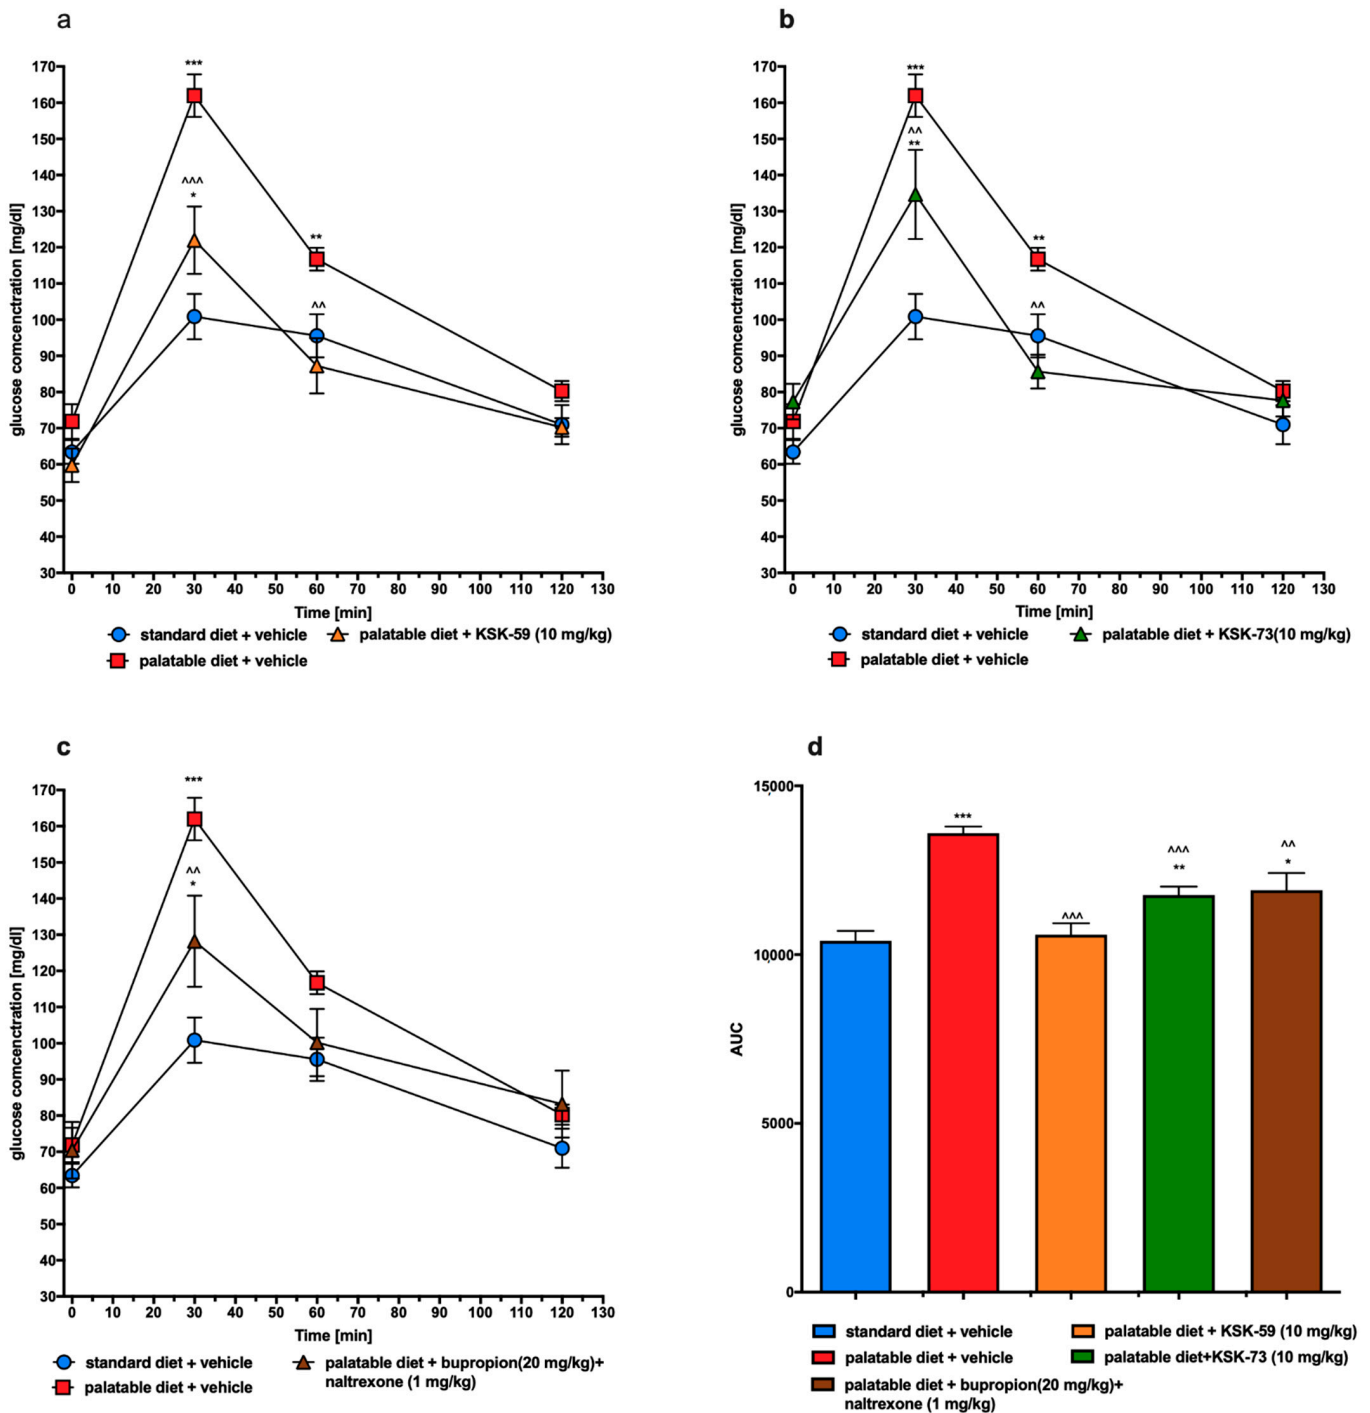 a
170
160
150
140
130
120
110
100
90
80
70
60
50
40
30
glucose comcenctration [mg/dl]
***
^^^
*
**
^^
0 10 20 30 40 50 60 70 80 90 100 110 120 130
Time [min]
standard diet + vehicle
palatable diet + KSK-59 (10 mg/kg)
palatable diet + vehicle
b
170
160
150
140
130
120
110
100
90
80
70
60
50
40
30
glucose comcenctration [mg/dl]
***
^^
**
**
^^
0 10 20 30 40 50 60 70 80 90 100 110 120 130
Time [min]
standard diet + vehicle
palatable diet + KSK-73(10 mg/kg)
palatable diet + vehicle
c
170
160
150
140
130
120
110
100
90
80
70
60
50
40
30
glucose comcenctration [mg/dl]
***
^^
*
0 10 20 30 40 50 60 70 80 90 100 110 120 130
Time [min]
standard diet + vehicle
palatable diet + vehicle
palatable diet + bupropion(20 mg/kg)+
naltrexone (1 mg/kg)
d
15000
10000
5000
0
AUC
***
^^^
^^^
**
^^
*
standard diet + vehicle
palatable diet + KSK-59 (10 mg/kg)
palatable diet + vehicle
palatable diet+KSK-73 (10 mg/kg)
palatable diet + bupropion(20 mg/kg)+
naltrexone (1 mg/kg)